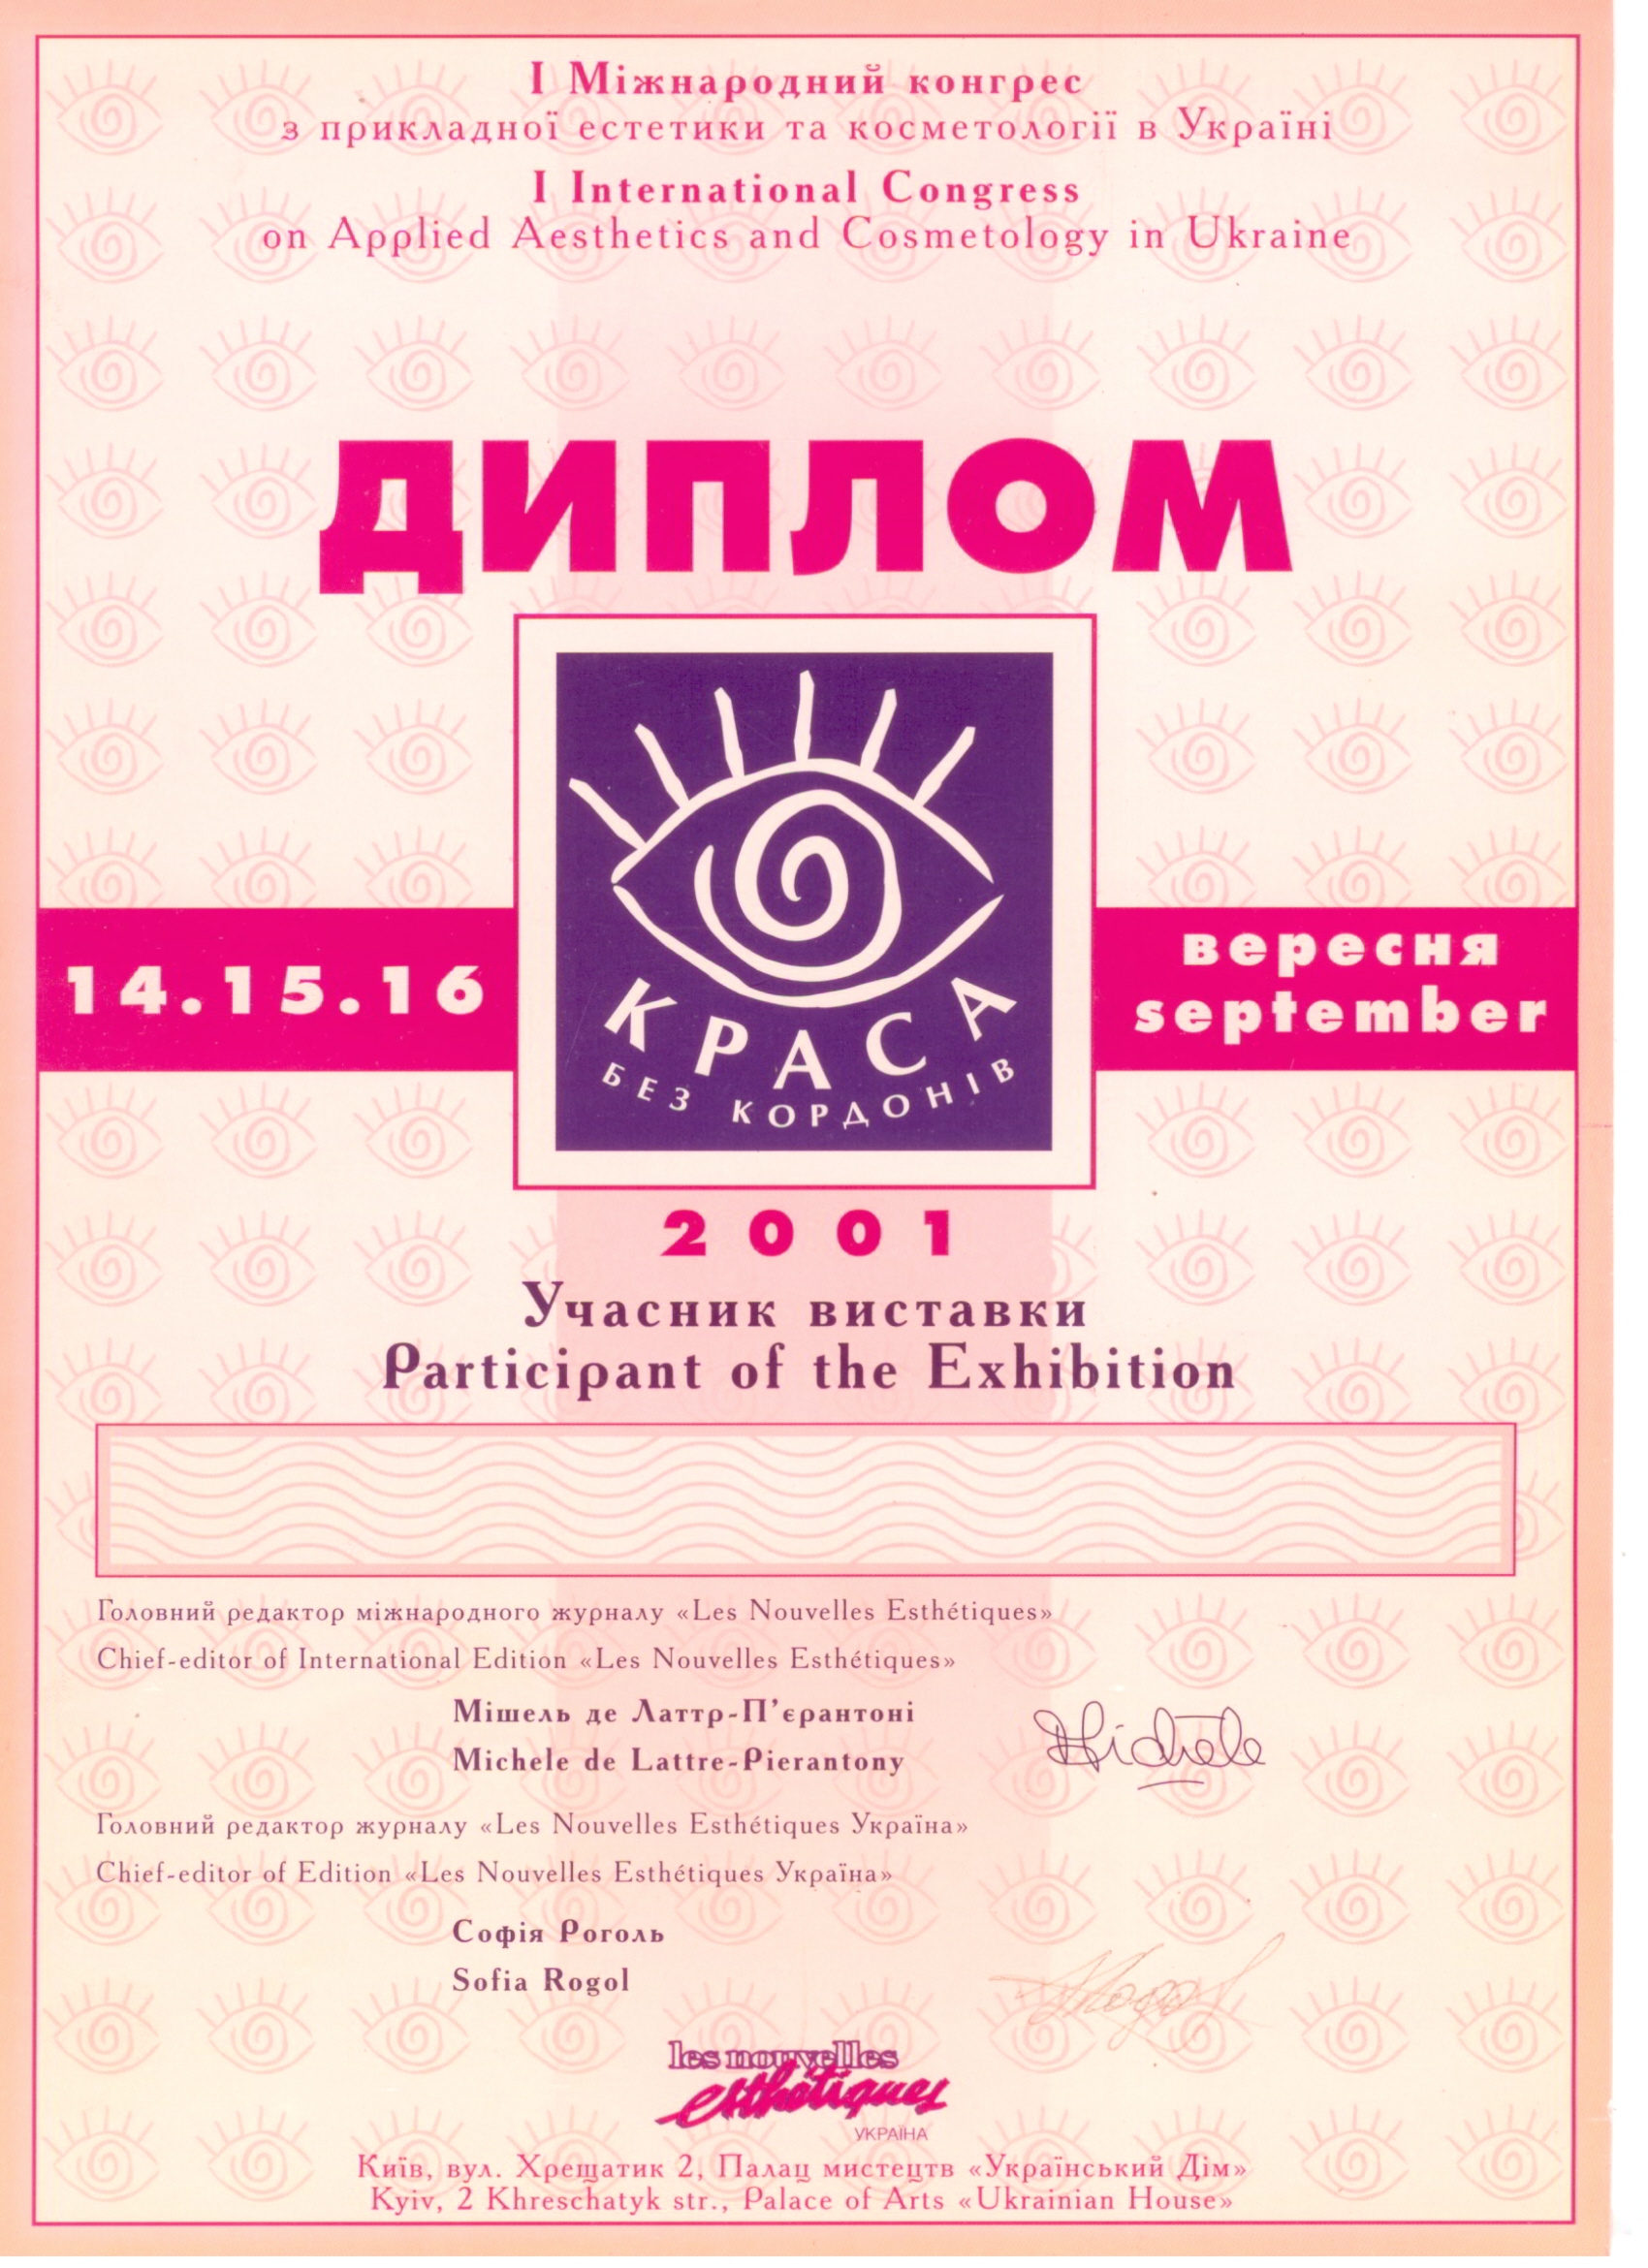 I Міжнародний конгрес
з прикладної естетики та косметології в Україні
I International Congress
on Applied Aesthetics and Cosmetology in Ukraine
ДИПЛОМ
14.15.16
вересня
september
КРАСА
БЕЗ КОРДОНІВ
2001
Учасник виставки
Participant of the Exhibition
Головний редактор міжнародного журналу «Les Nouvelles Esthétiques»
Chief-editor of International Edition «Les Nouvelles Esthétiques»
Мішель де Латтр-П’єрантоні
Michele de Lattre-Pierantony
Michele
Головний редактор журналу «Les Nouvelles Esthétiques Україна»
Chief-editor of Edition «Les Nouvelles Esthétiques Україна»
Софія Роголь
Sofia Rogol
les nouvelles
esthétiques
УКРАЇНА
Київ, вул. Хрещатик 2, Палац мистецтв «Український Дім»
Kyiv, 2 Khreschatyk str., Palace of Arts «Ukrainian House»